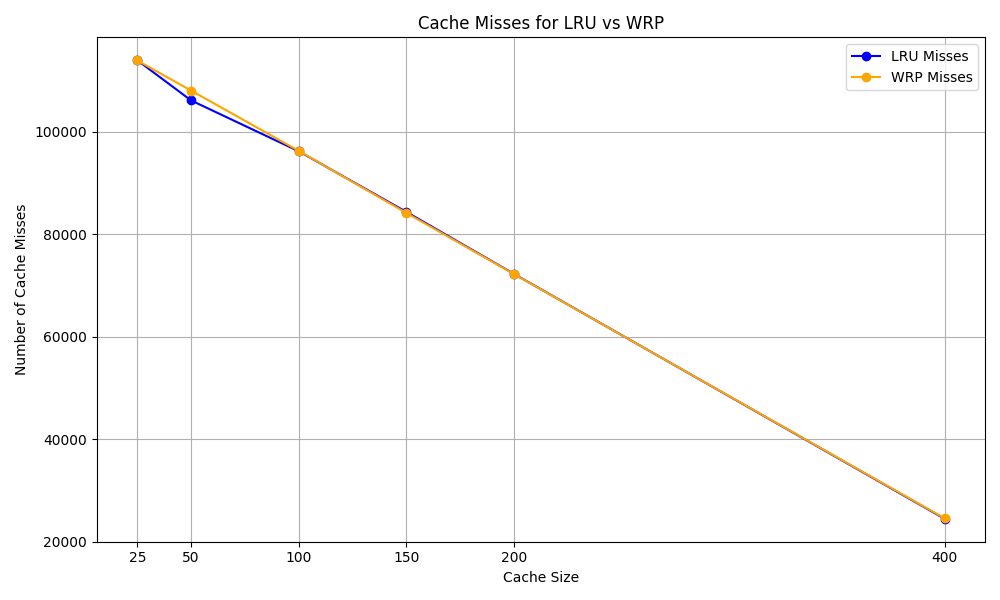 Cache Misses for LRU vs WRP
LRU Misses
WRP Misses
Number of Cache Misses
100000
80000
60000
40000
20000
25 50 100 150 200 400
Cache Size